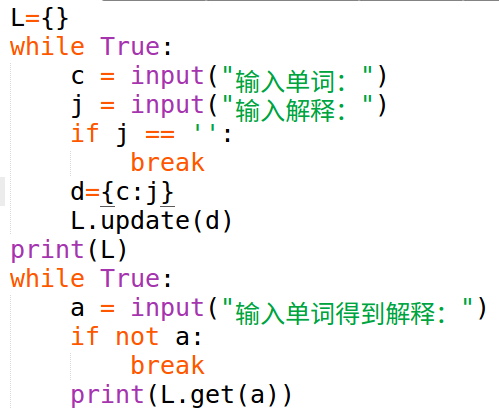 L={}
while True:
    c = input("输入单词：")
    j = input("输入解释：")
    if j == '':
        break
    d={c:j}
    L.update(d)
print(L)
while True:
    a = input("输入单词得到解释：")
    if not a:
        break
    print(L.get(a))